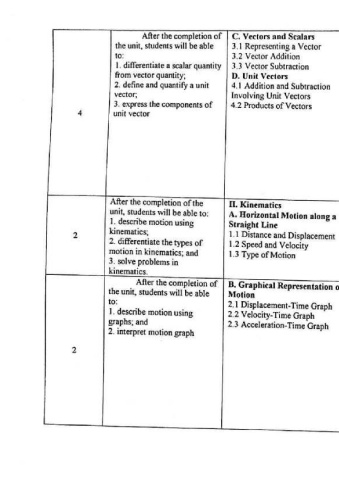 After the completion of
the unit, students will be able
to:
1. differentiate a scalar quantity
from vector quantity;
2. define and quantify a unit
vector;
3. express the components of
unit vector
4
C. Vectors and Scalars
3.1 Representing a Vector
3.2 Vector Addition
3.3 Vector Subtraction
D. Unit Vectors
4.1 Addition and Subtraction
Involving Unit Vectors
4.2 Products of Vectors
After the completion of the
unit, students will be able to:
1. describe motion using
kinematics;
2. differentiate the types of
motion in kinematics; and
3. solve problems in
kinematics.
2
II. Kinematics
A. Horizontal Motion along a
Straight Line
1.1 Distance and Displacement
1.2 Speed and Velocity
1.3 Type of Motion
After the completion of
the unit, students will be able
to:
1. describe motion using
graphs; and
2. interpret motion graph
2
B. Graphical Representation o
Motion
2.1 Displacement-Time Graph
2.2 Velocity-Time Graph
2.3 Acceleration-Time Graph